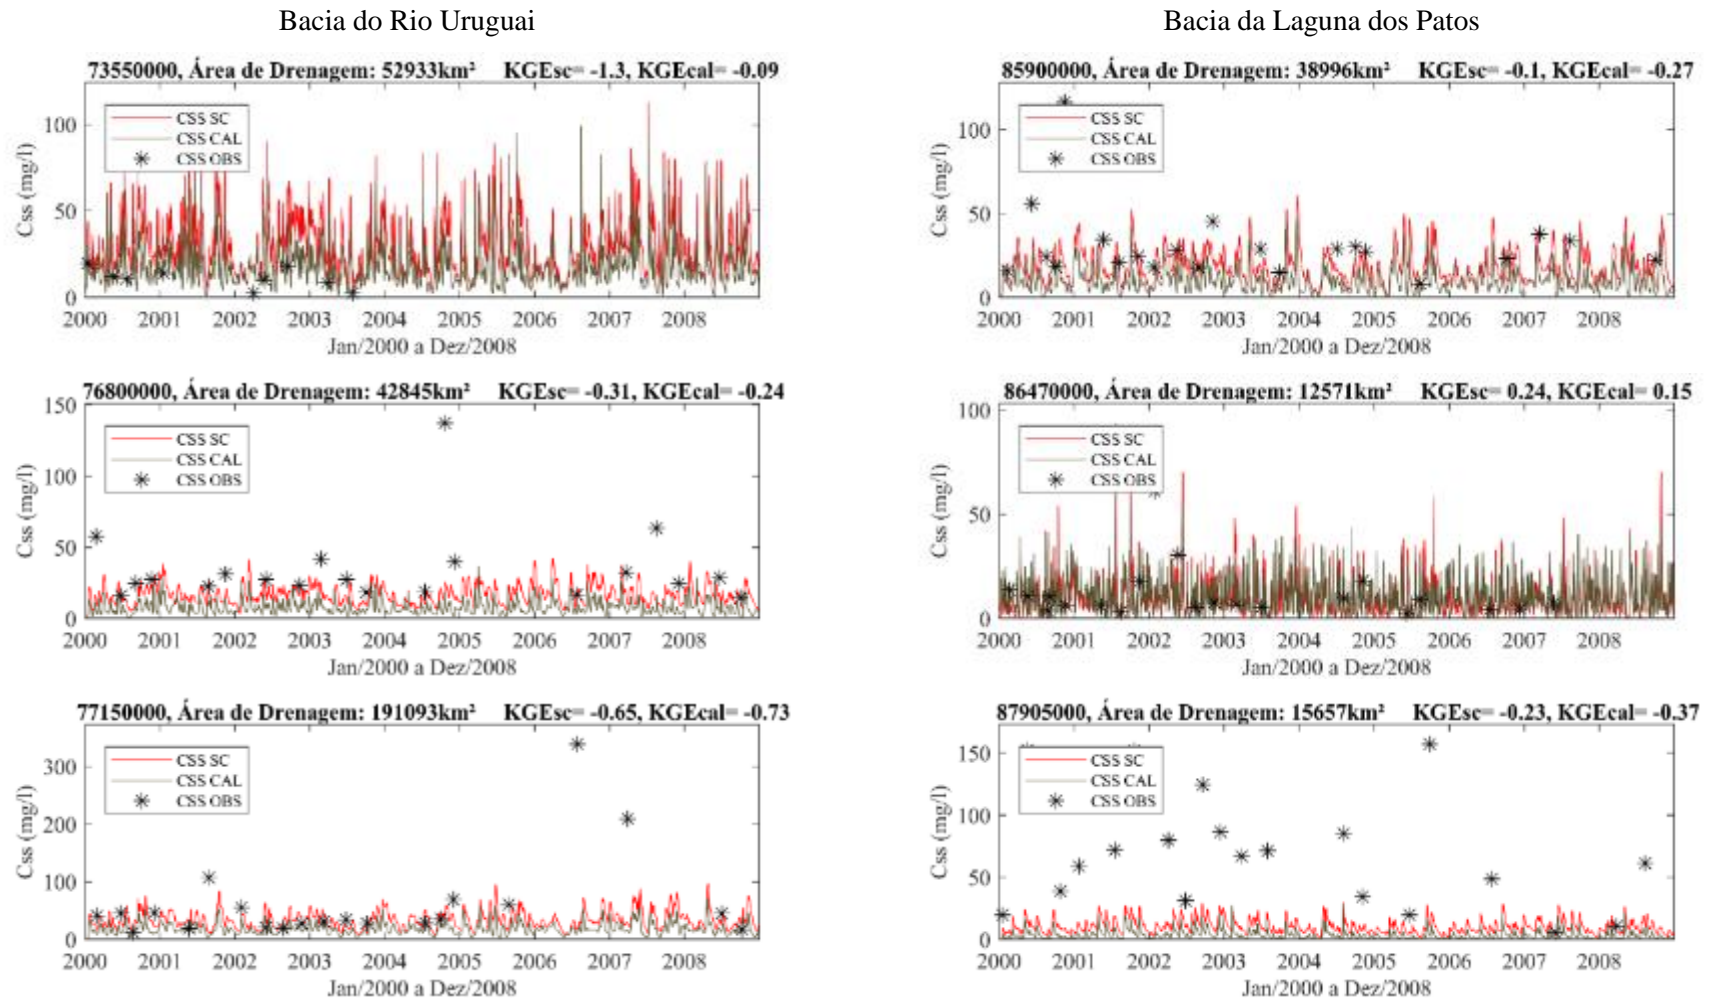 Bacia do Rio Uruguai
Bacia da Laguna dos Patos
73550000, Área de Drenagem: 52933km² KGEsc= -1.3, KGEcal= -0.09
CSS SC
CSS CAL
CSS OBS
Css (mg/l)
100
50
0
2000 2001 2002 2003 2004 2005 2006 2007 2008
Jan/2000 a Dez/2008
85900000, Área de Drenagem: 38996km² KGEsc= -0.1, KGEcal= -0.27
CSS SC
CSS CAL
CSS OBS
Css (mg/l)
100
50
0
2000 2001 2002 2003 2004 2005 2006 2007 2008
Jan/2000 a Dez/2008
76800000, Área de Drenagem: 42845km² KGEsc= -0.31, KGEcal= -0.24
CSS SC
CSS CAL
CSS OBS
Css (mg/l)
150
100
50
0
2000 2001 2002 2003 2004 2005 2006 2007 2008
Jan/2000 a Dez/2008
86470000, Área de Drenagem: 12571km² KGEsc= 0.24, KGEcal= 0.15
CSS SC
CSS CAL
CSS OBS
Css (mg/l)
100
50
0
2000 2001 2002 2003 2004 2005 2006 2007 2008
Jan/2000 a Dez/2008
77150000, Área de Drenagem: 191093km² KGEsc= -0.65, KGEcal= -0.73
CSS SC
CSS CAL
CSS OBS
Css (mg/l)
300
200
100
0
2000 2001 2002 2003 2004 2005 2006 2007 2008
Jan/2000 a Dez/2008
87905000, Área de Drenagem: 15657km² KGEsc= -0.23, KGEcal= -0.37
CSS SC
CSS CAL
CSS OBS
Css (mg/l)
150
100
50
0
2000 2001 2002 2003 2004 2005 2006 2007 2008
Jan/2000 a Dez/2008